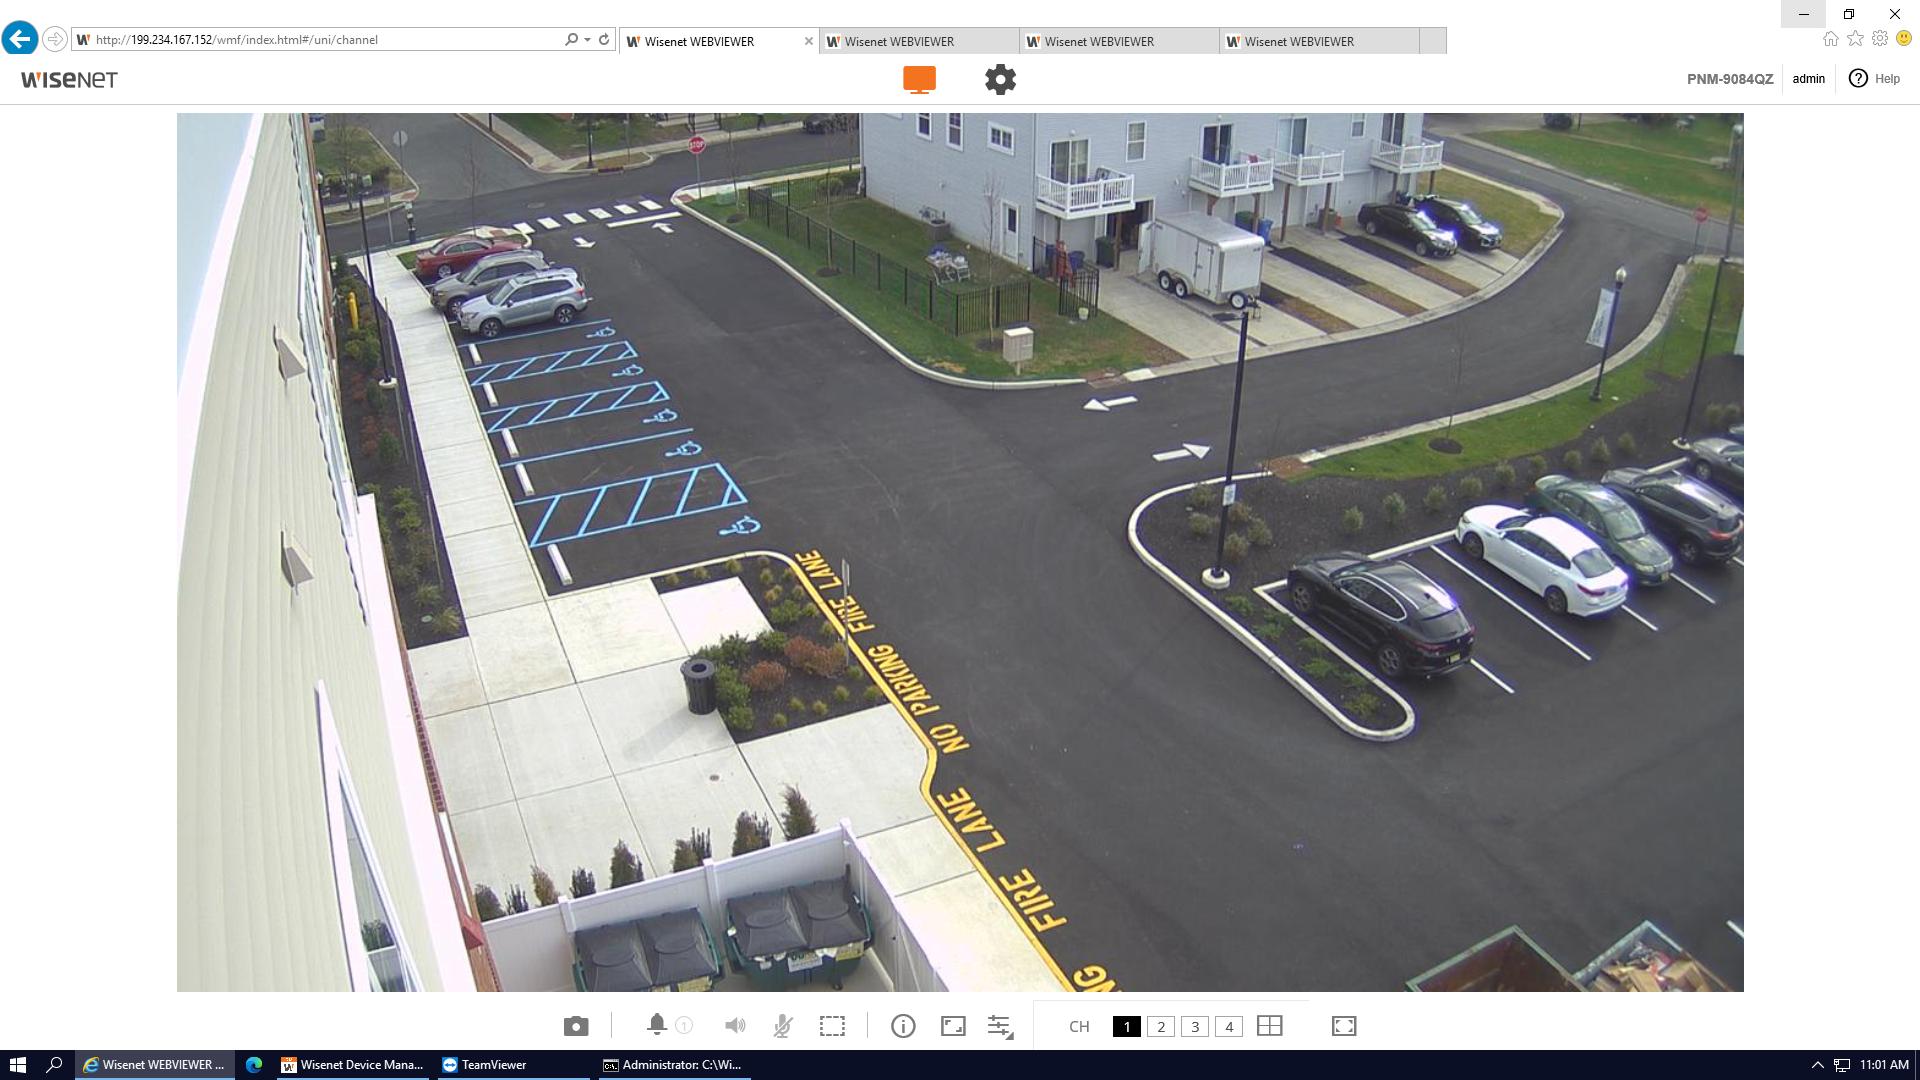 http://199.234.167.152/wmf/index.html#/uni/channel
Wisenet WEBVIEWER
Wisenet WEBVIEWER
Wisenet WEBVIEWER
Wisenet WEBVIEWER
WISENET
PNM-9084QZ
admin
? Help
STOP
NO PARKING FIRE LANE
FIRE LANE
NG
1
CH
1
2
3
4
Wisenet WEBVIEWER ...
Wisenet Device Mana...
TeamViewer
Administrator: C:\Wi...
11:01 AM